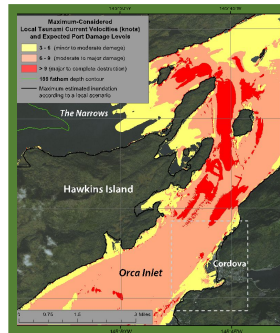 Maximum-Considered
Local Tsunami Current Velocities (knots)
and Expected Port Damage Levels
3 - 6 (minor to moderate damage)
6 - 9 (moderate to major damage)
> 9 (major to complete destruction)
100 fathom depth contour
Maximum estimated inundation
according to a local scenario
The Narrows
Hawkins Island
Cordova
Orca Inlet
0
0.75
1.5
3 Miles